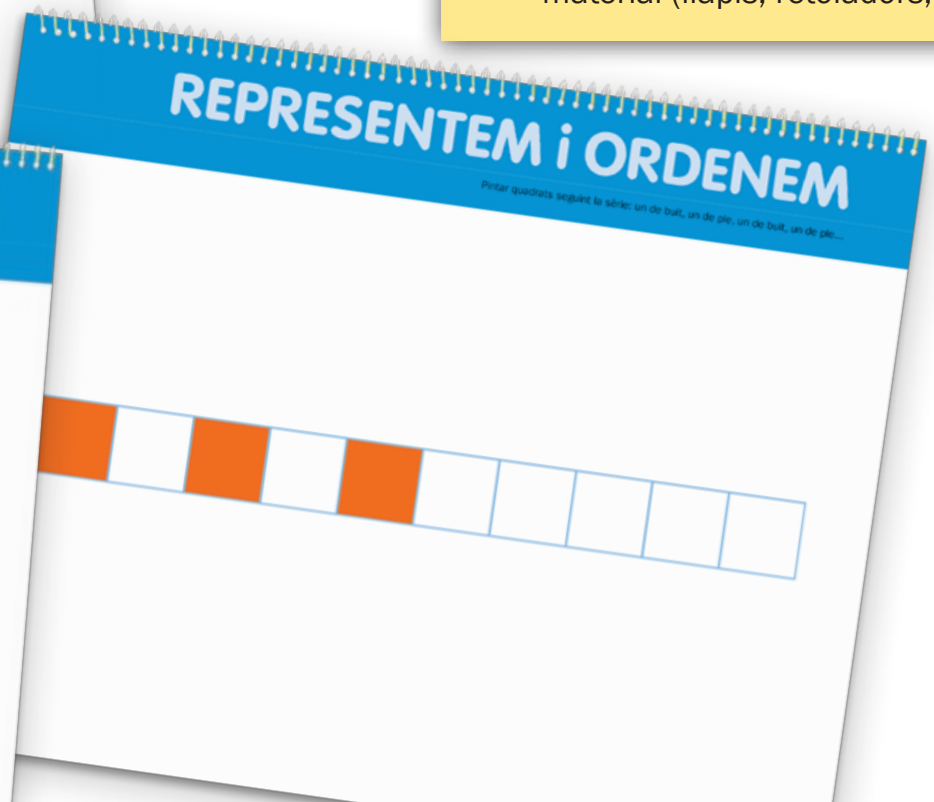 material (llapis, retoladors,
REPRESENTEM i ORDENEM
Pintar quadrats seguint la sèrie: un de buit, un de ple, un de buit, un de ple...